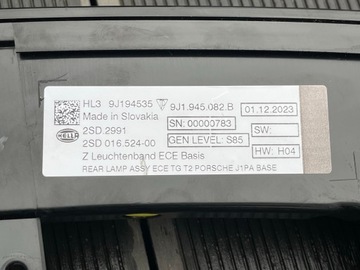 HL3 9J194535 9J1.945.082.B 01.12.2023
Made in Slovakia SN: 00000783
HELLA 2SD.2991 GEN LEVEL: S85 SW:
2SD 016.524-00 HW: H04
Z Leuchtenband ECE Basis
REAR LAMP ASSY ECE TG T2 PORSCHE J1PA BASE